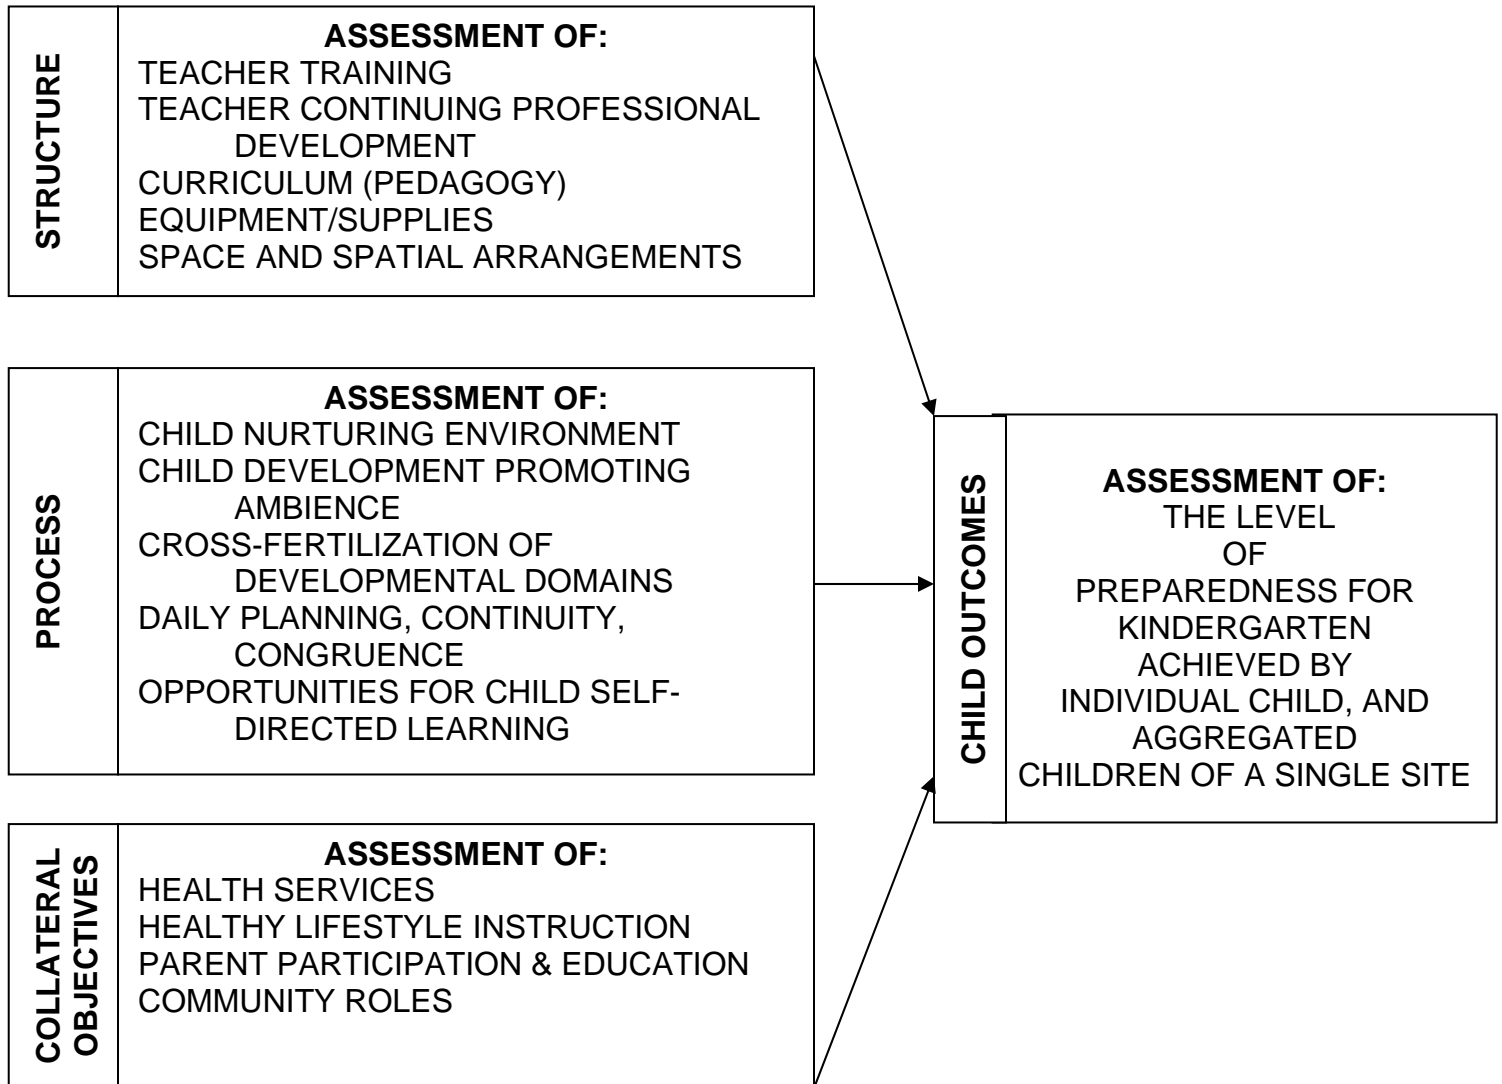 STRUCTURE
ASSESSMENT OF:
TEACHER TRAINING
TEACHER CONTINUING PROFESSIONAL
DEVELOPMENT
CURRICULUM (PEDAGOGY)
EQUIPMENT/SUPPLIES
SPACE AND SPATIAL ARRANGEMENTS
PROCESS
ASSESSMENT OF:
CHILD NURTURING ENVIRONMENT
CHILD DEVELOPMENT PROMOTING
AMBIENCE
CROSS-FERTILIZATION OF
DEVELOPMENTAL DOMAINS
DAILY PLANNING, CONTINUITY,
CONGRUENCE
OPPORTUNITIES FOR CHILD SELF-
DIRECTED LEARNING
COLLATERAL
OBJECTIVES
ASSESSMENT OF:
HEALTH SERVICES
HEALTHY LIFESTYLE INSTRUCTION
PARENT PARTICIPATION & EDUCATION
COMMUNITY ROLES
CHILD OUTCOMES
ASSESSMENT OF:
THE LEVEL
OF
PREPAREDNESS FOR
KINDERGARTEN
ACHIEVED BY
INDIVIDUAL CHILD, AND
AGGREGATED
CHILDREN OF A SINGLE SITE